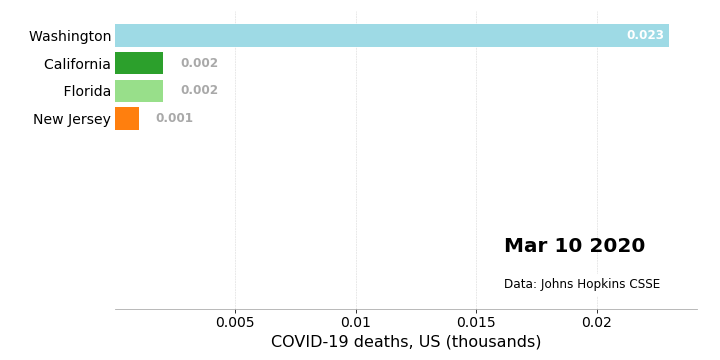 Washington 0.023
California 0.002
Florida 0.002
New Jersey 0.001
Mar 10 2020
Data: Johns Hopkins CSSE
0.005 0.01 0.015 0.02
COVID-19 deaths, US (thousands)